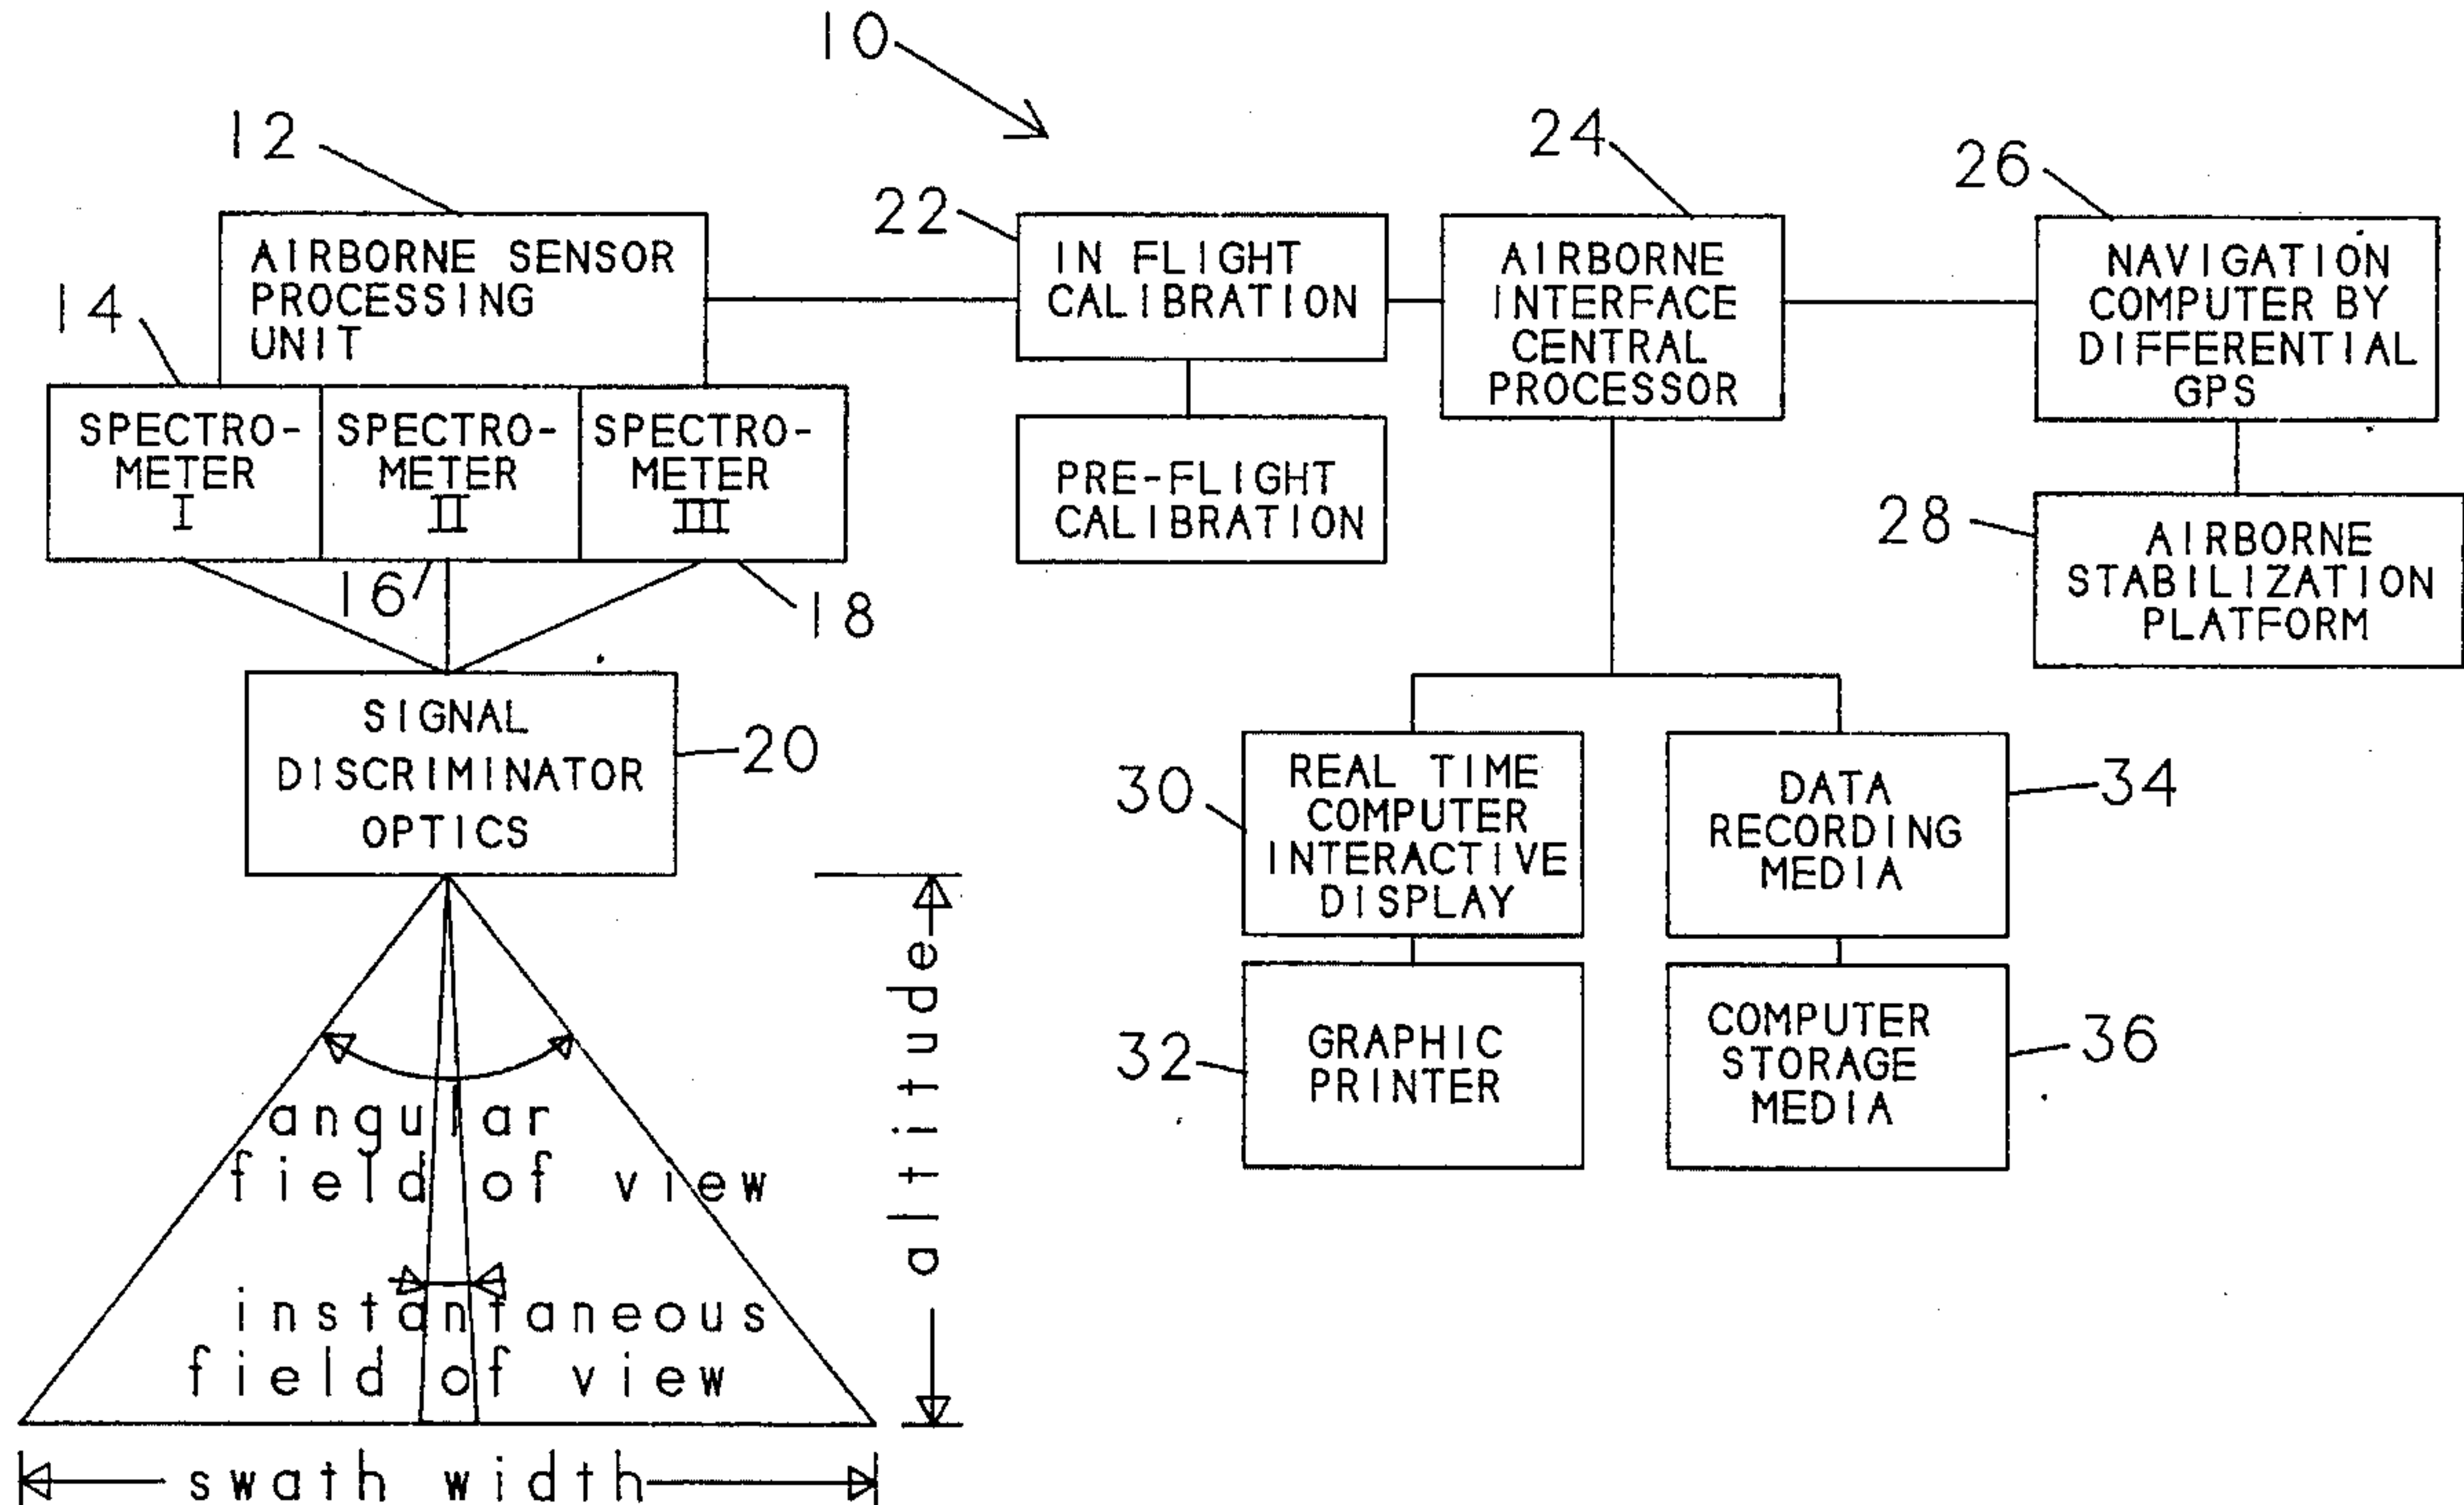 10
12
AIRBORNE SENSOR
PROCESSING
UNIT
14
SPECTRO-
METER
I
SPECTRO-
METER
II
SPECTRO-
METER
III
16
18
SIGNAL
DISCRIMINATOR
OPTICS
20
angular
field of view
instantaneous
field of view
altitude
swath width
22
IN FLIGHT
CALIBRATION
PRE-FLIGHT
CALIBRATION
24
AIRBORNE
INTERFACE
CENTRAL
PROCESSOR
26
NAVIGATION
COMPUTER BY
DIFFERENTIAL
GPS
28
AIRBORNE
STABILIZATION
PLATFORM
30
REAL TIME
COMPUTER
INTERACTIVE
DISPLAY
32
GRAPHIC
PRINTER
34
DATA
RECORDING
MEDIA
36
COMPUTER
STORAGE
MEDIA